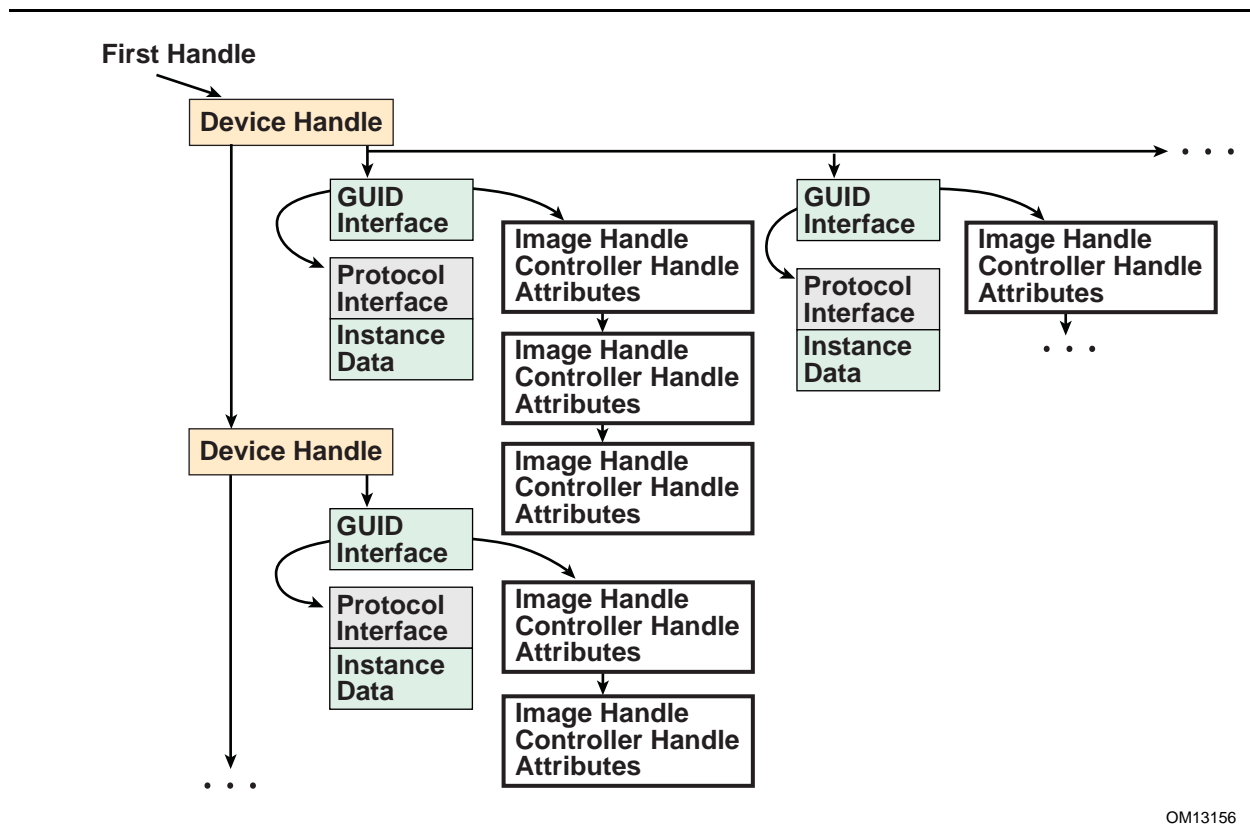 First Handle
Device Handle
. . .
GUID
Interface
Image Handle
Controller Handle
Attributes
Protocol
Interface
Instance
Data
Image Handle
Controller Handle
Attributes
Image Handle
Controller Handle
Attributes
GUID
Interface
Image Handle
Controller Handle
Attributes
. . .
Protocol
Interface
Instance
Data
Device Handle
GUID
Interface
Protocol
Interface
Instance
Data
Image Handle
Controller Handle
Attributes
Image Handle
Controller Handle
Attributes
. . .
OM13156